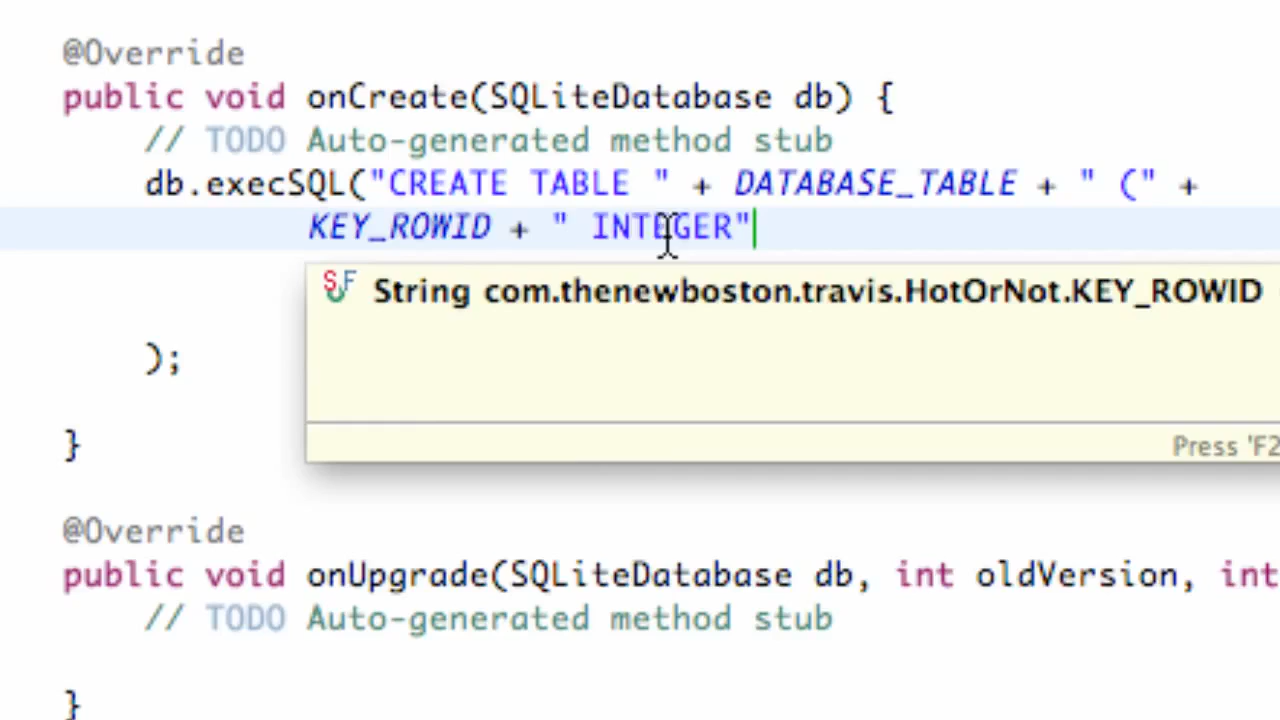 @Override
public void onCreate(SQLiteDatabase db) {
// TODO Auto-generated method stub
db.execSQL("CREATE TABLE " + DATABASE_TABLE + " (" +
KEY_ROWID + " INTEGER"
String com.thenewboston.travis.HotOrNot.KEY_ROWID
);
Press 'F2
}
@Override
public void onUpgrade(SQLiteDatabase db, int oldVersion, int
// TODO Auto-generated method stub
}